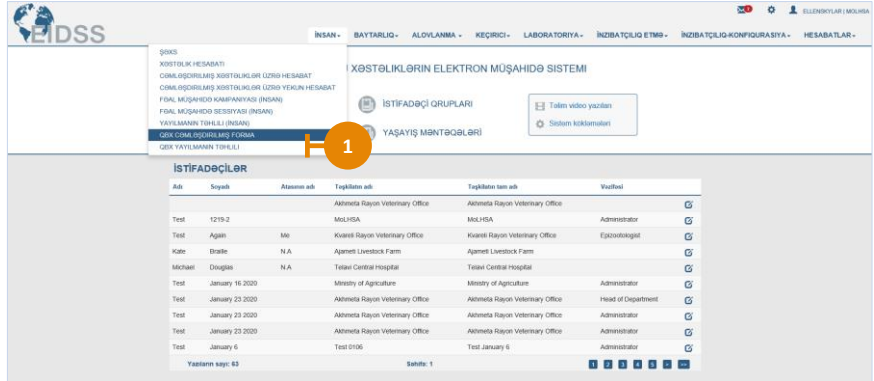 ELLENSKYLAR | MOLHSA
EIDSS
İNSAN BAYTARLIQ ALOVLANMA KEÇIRICI LABORATORIYA İNZIBATÇILIQ ETMƏ İNZIBATÇILIQ-KONFIQURASIYA HESABATLAR
ŞƏXS
XƏSTƏLIK HESABATI
CƏMLƏŞDIRILMIŞ XƏSTƏLIKLƏR ÜZRƏ HESABAT
CƏMLƏŞDIRILMIŞ XƏSTƏLIKLƏR ÜZRƏ YEKUN HESABAT
FƏAL MÜŞAHIDƏ KAMPANIYASI (İNSAN)
FƏAL MÜŞAHIDƏ SESSIYASI (İNSAN)
YAYILMANIN TƏHLILI (İNSAN)
QBX CƏMLƏŞDIRILMIŞ FORMA
QBX YAYILMANIN TƏHLILI
1
XƏSTƏLIKLƏRIN ELEKTRON MÜŞAHIDƏ SISTEMI
İSTİFADƏÇİ QRUPLARI
YAŞAYIŞ MƏNTƏQƏLƏRİ
Təlim video yazıları
Sistem köklamaları
İSTİFADƏÇİLƏR
Adı Soyadı Atasının adı Təşkilatın adı Təşkilatın tam adı Vəzifəsi
Akhmeta Rayon Veterinary Office Akhmeta Rayon Veterinary Office
Test 1219-2 MoLHSA MoLHSA Administrator
Test Again Me Kvareli Rayon Veterinary Office Kvareli Rayon Veterinary Office Epizootologist
Kate Braille N.A Ajameti Livestock Farm Ajameti Livestock Farm
Michael Douglas N.A Telavi Central Hospital Telavi Central Hospital
Test January 16 2020 Ministry of Agriculture Ministry of Agriculture Administrator
Test January 23 2020 Akhmeta Rayon Veterinary Office Akhmeta Rayon Veterinary Office Head of Department
Test January 23 2020 Akhmeta Rayon Veterinary Office Akhmeta Rayon Veterinary Office Administrator
Test January 23 2020 Akhmeta Rayon Veterinary Office Akhmeta Rayon Veterinary Office Administrator
Test January 6 Test 0106 Test January 6 Administrator
Yazıların sayı: 63 Səhifə: 1 1 2 3 4 5 > >>